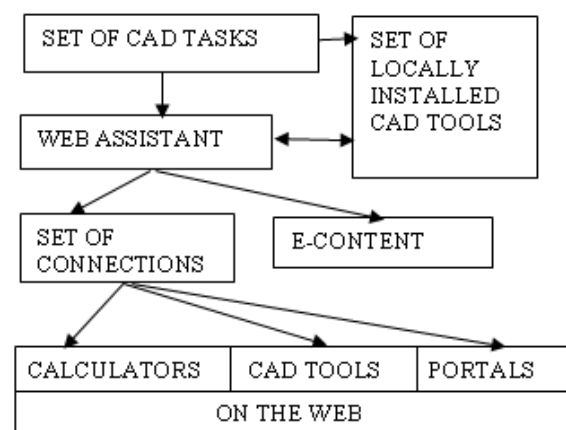 SET OF CAD TASKS
SET OF
LOCALLY
INSTALLED
CAD TOOLS
WEB ASSISTANT
SET OF
CONNECTIONS
E-CONTENT
CALCULATORS
CAD TOOLS
PORTALS
ON THE WEB